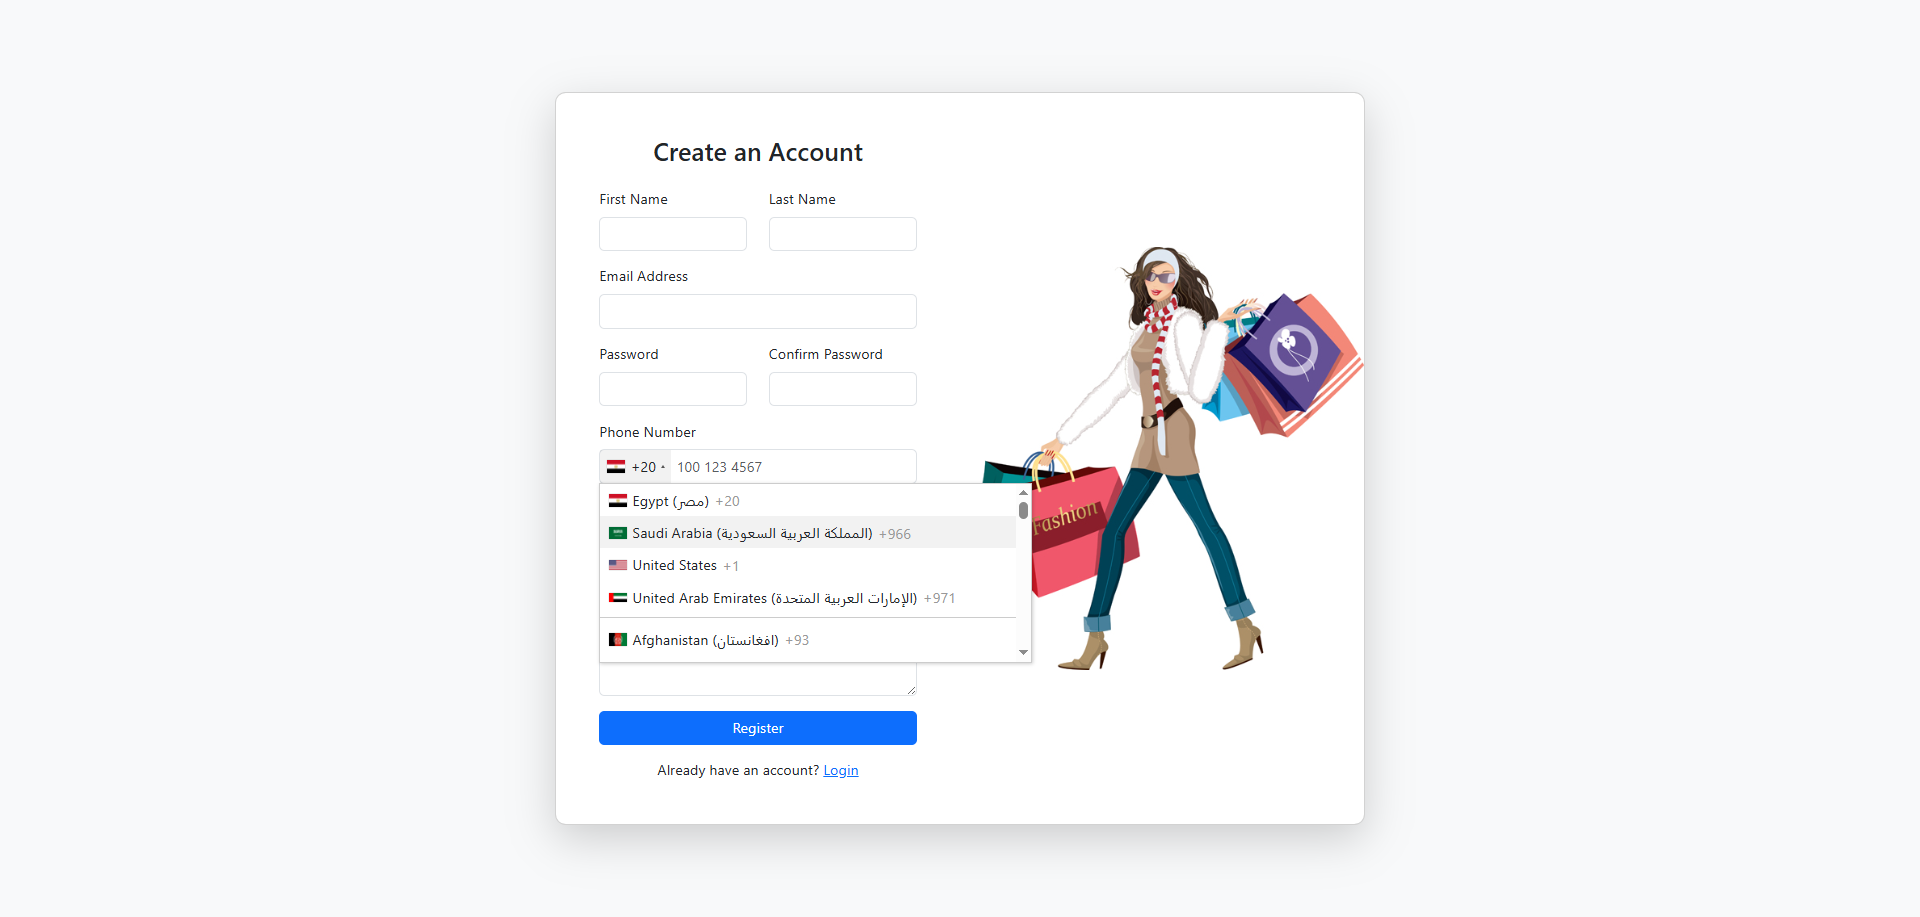 Create an Account
First Name
Last Name
Email Address
Password
Confirm Password
Phone Number
+20
100 123 4567
Egypt (مصر) +20
Saudi Arabia (المملكة العربية السعودية) +966
United States +1
United Arab Emirates (الإمارات العربية المتحدة) +971
Afghanistan (افغانستان) +93
Fashion
Register
Already have an account? Login